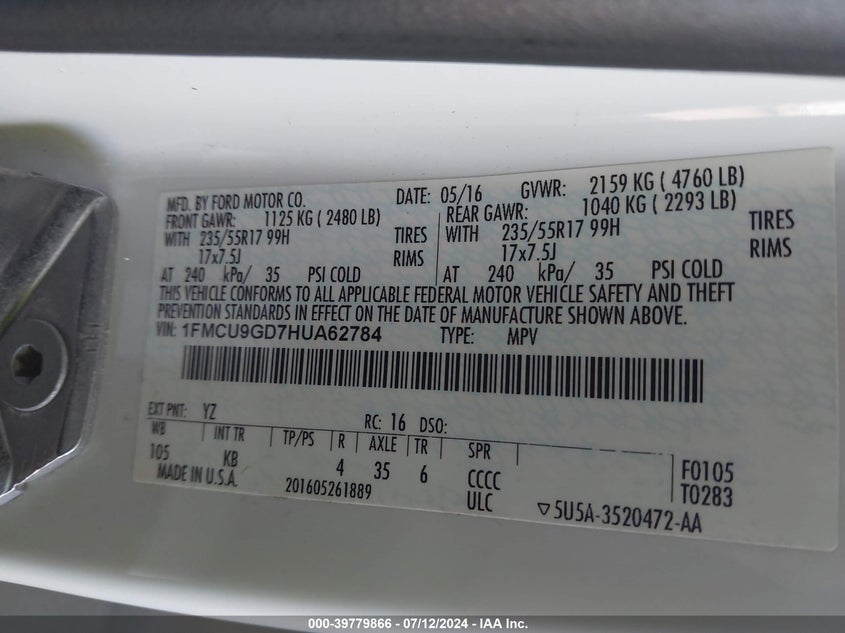 MFD. BY FORD MOTOR CO. DATE: 05/16 GVWR: 2159 KG ( 4760 LB)
FRONT GAWR: 1125 KG ( 2480 LB) REAR GAWR: 1040 KG ( 2293 LB)
WITH 235/55R17 99H TIRES WITH 235/55R17 99H TIRES
17x7.5J RIMS 17x7.5J RIMS
AT 240 kPa/ 35 PSI COLD AT 240 kPa/ 35 PSI COLD
THIS VEHICLE CONFORMS TO ALL APPLICABLE FEDERAL MOTOR VEHICLE SAFETY AND THEFT
PREVENTION STANDARDS IN EFFECT ON THE DATE OF MANUFACTURE SHOWN ABOVE.
VIN: 1FMCU9GD7HUA62784 TYPE: MPV
EXT PNT: YZ RC: 16 DSO:
WB INT TR TP/PS R AXLE TR SPR
105 KB 4 35 6 CCCC F0105
MADE IN U.S.A. 201605261889 ULC T0283
5U5A-3520472-AA
000-39779866 - 07/12/2024 - IAA Inc.